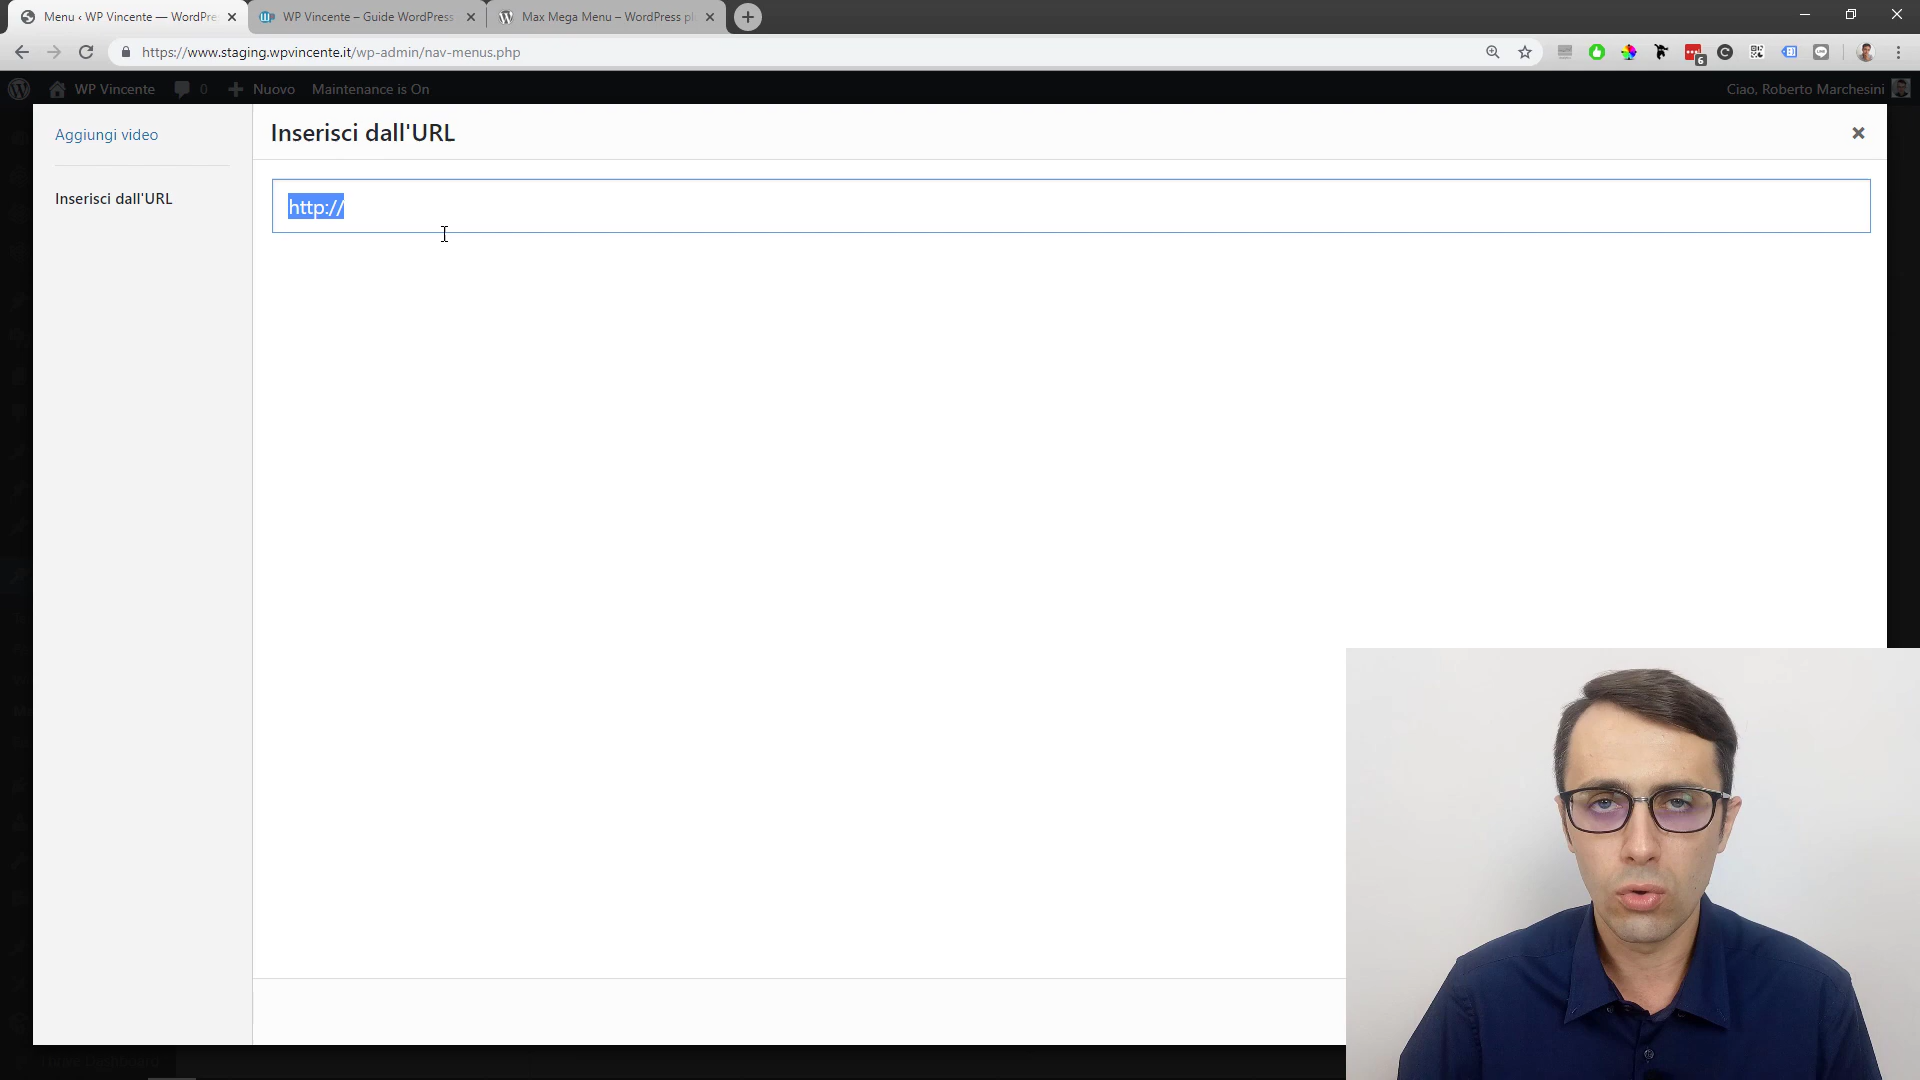 Menu ‹ WP Vincente — WordPre
WP Vincente – Guide WordPress
Max Mega Menu – WordPress pl
https://www.staging.wpvincente.it/wp-admin/nav-menus.php
6
WP Vincente
0
Nuovo
Maintenance is On
Ciao, Roberto Marchesini
Aggiungi video
Inserisci dall'URL
Inserisci dall'URL
http://